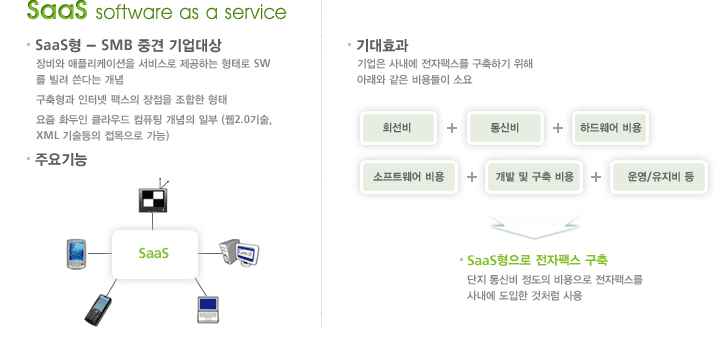 SaaS software as a service
SaaS형 – SMB 중견 기업대상
장비와 애플리케이션을 서비스로 제공하는 형태로 SW
를 빌려 쓴다는 개념
구축형과 인터넷 팩스의 장점을 조합한 형태
요즘 화두인 클라우드 컴퓨팅 개념의 일부 (웹2.0기술,
XML 기술등의 접목으로 가능)
주요기능
SaaS
기대효과
기업은 사내에 전자팩스를 구축하기 위해
아래와 같은 비용들이 소요
회선비 + 통신비 + 하드웨어 비용
소프트웨어 비용 + 개발 및 구축 비용 + 운영/유지비 등
SaaS형으로 전자팩스 구축
단지 통신비 정도의 비용으로 전자팩스를
사내에 도입한 것처럼 사용